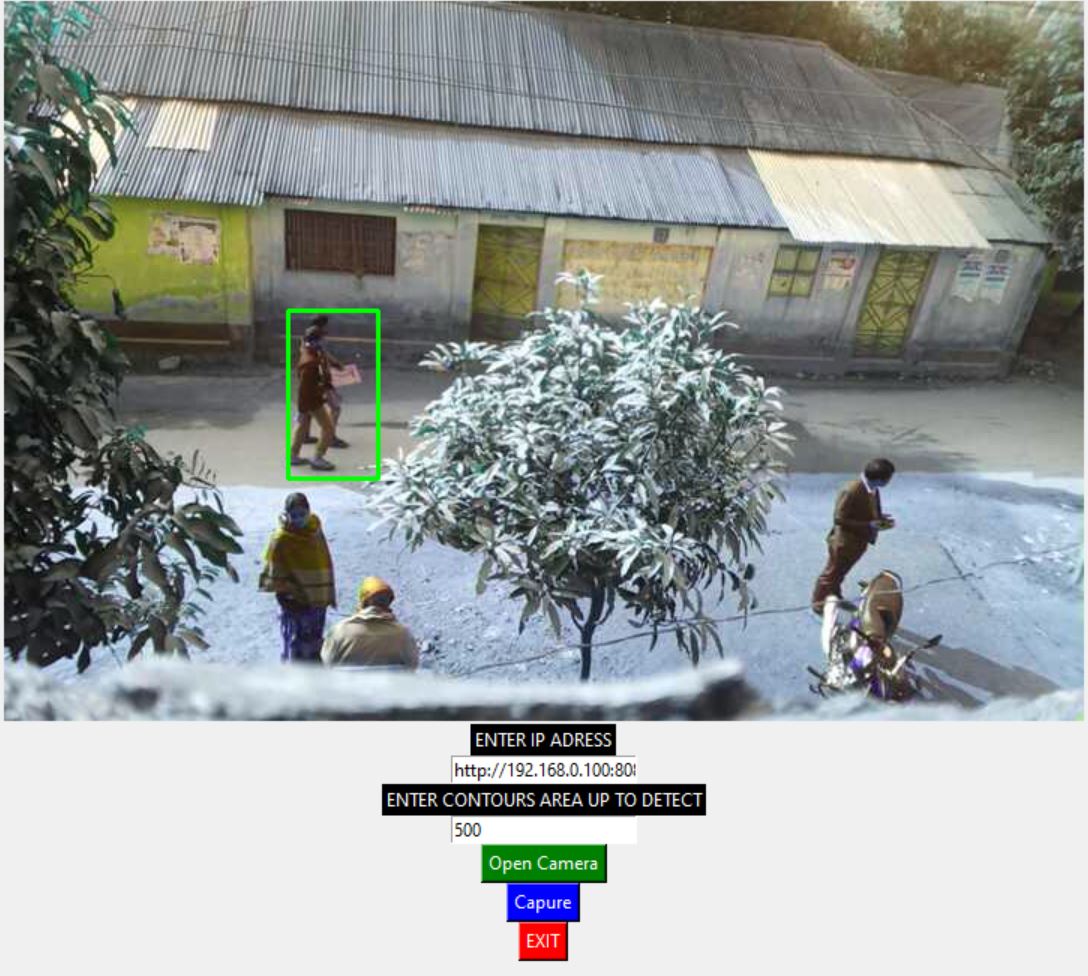 ENTER IP ADRESS
http://192.168.0.100:808
ENTER CONTOURS AREA UP TO DETECT
500
Open Camera
Capure
EXIT